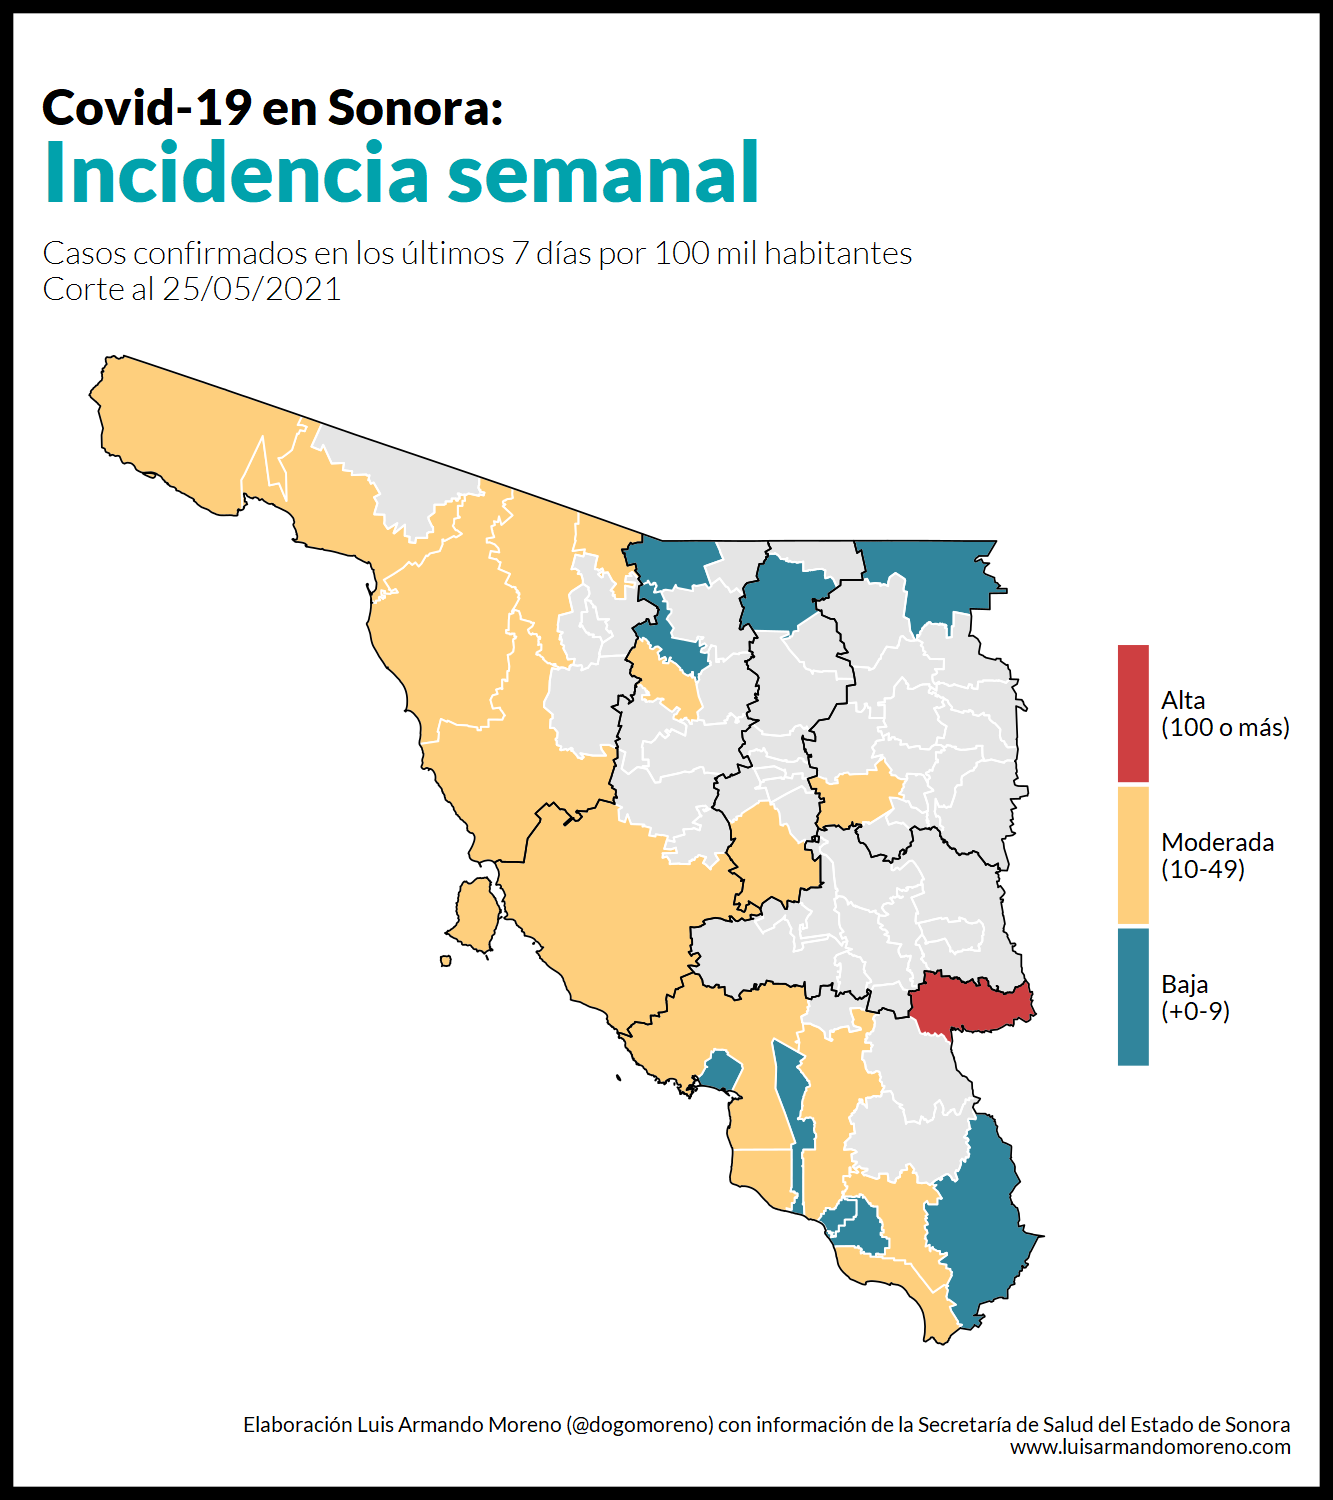 Covid-19 en Sonora:
Incidencia semanal
Casos confirmados en los últimos 7 días por 100 mil habitantes
Corte al 25/05/2021
Alta
(100 o más)
Moderada
(10-49)
Baja
(+0-9)
Elaboración Luis Armando Moreno (@dogomoreno) con información de la Secretaría de Salud del Estado de Sonora
www.luisarmandomoreno.com